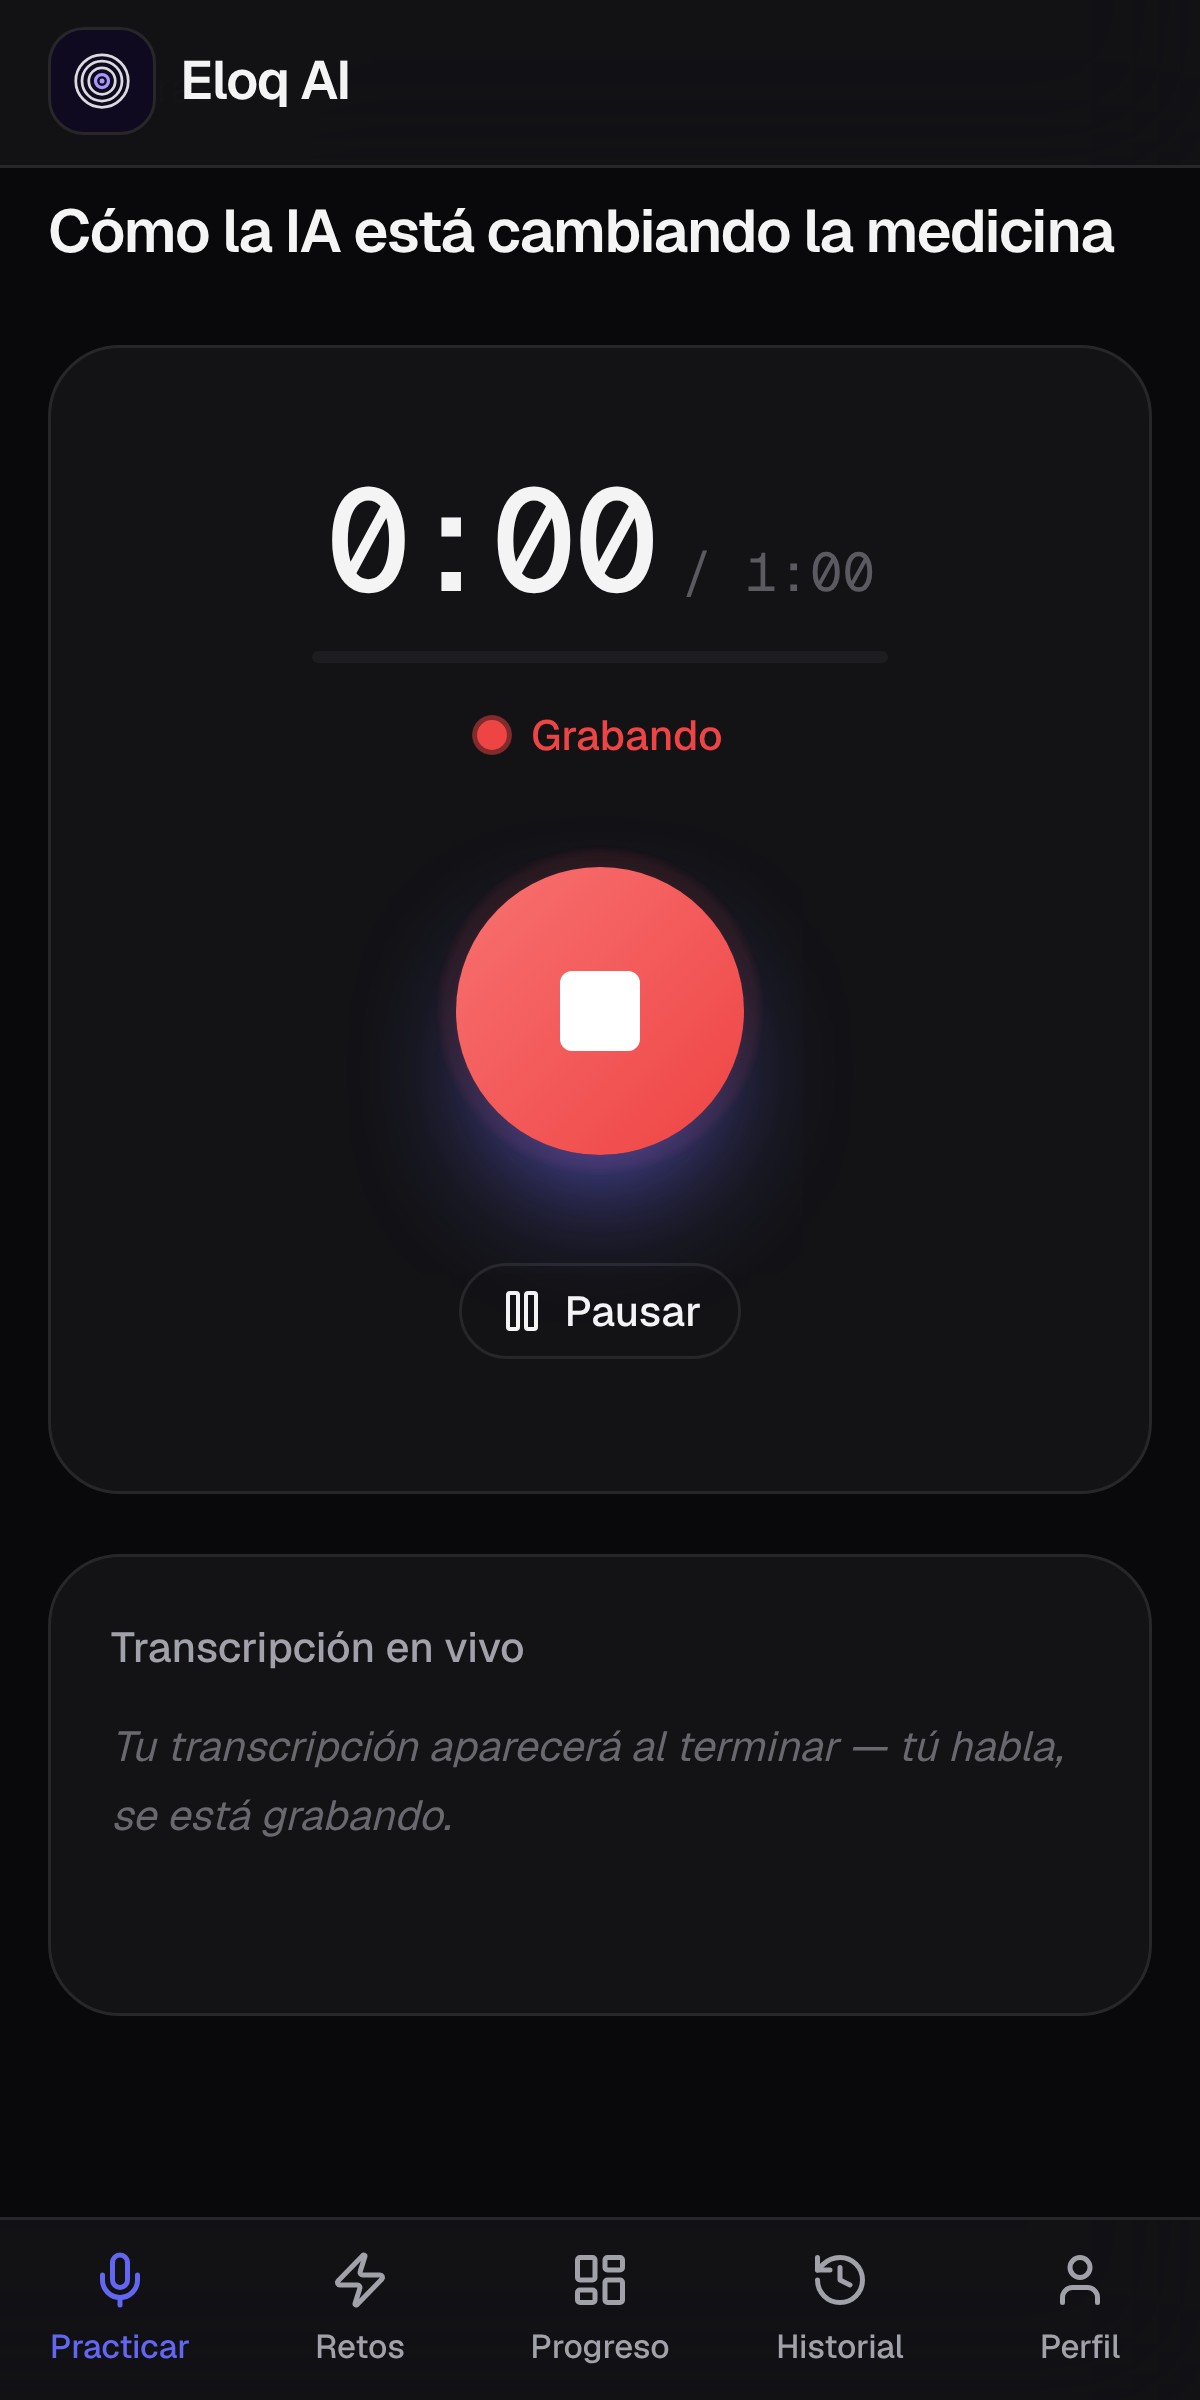 Eloq AI
Cómo la IA está cambiando la medicina
0:00 / 1:00
Grabando
Pausar
Transcripción en vivo
Tu transcripción aparecerá al terminar — tú habla,
se está grabando.
Practicar
Retos
Progreso
Historial
Perfil